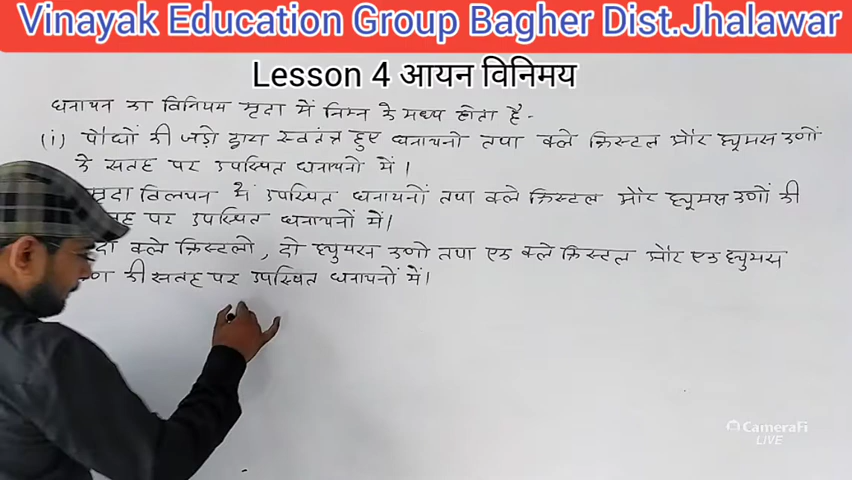 Vinayak Education Group Bagher Dist.Jhalawar
Lesson 4 आयन विनिमय
धनायन का विनिमय मृदा में निम्न के मध्य होता है-
(i) पौधों की जड़ो द्वारा स्वतंत्र हुए धनायनो तथा क्ले क्रिस्टल और ह्यूमस कणों
के सतह पर उपस्थित धनायनो में।
मृदा विलयन में उपस्थित धनायनों तथा क्ले क्रिस्टल और ह्यूमस कणों की
सतह पर उपस्थित धनायनों में।
दो क्ले क्रिस्टलो, दो ह्युमस कणो तथा एक क्ले क्रिस्टल और एक ह्युमस
कण की सतह पर उपस्थित धनायनों में।
CameraFi
LIVE